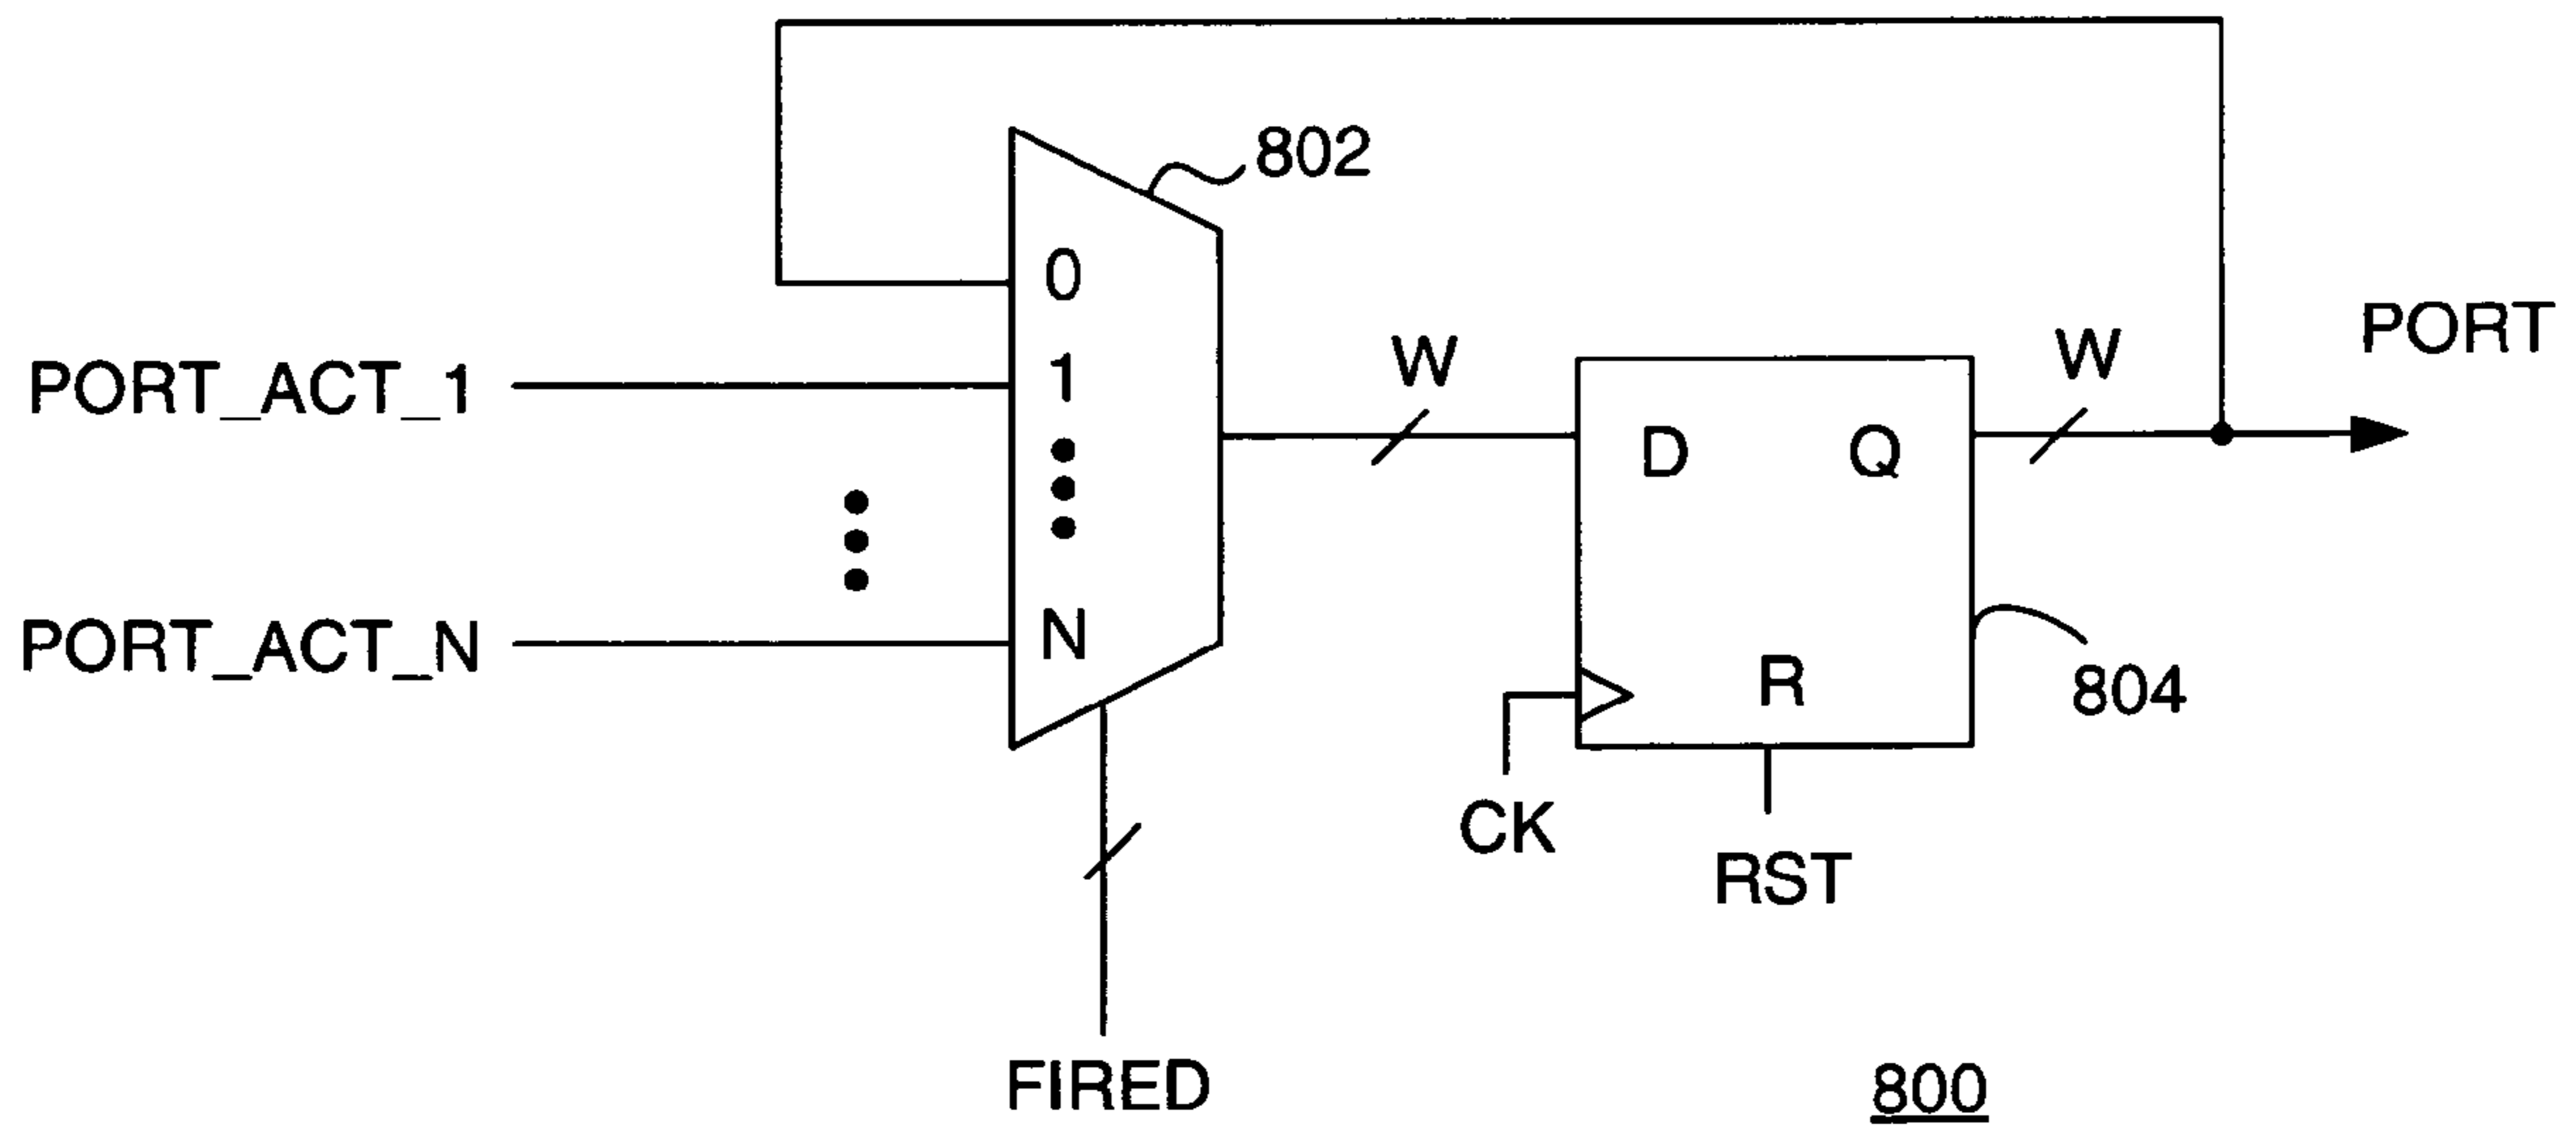 802
0
W
W
PORT
PORT_ACT_1
1
D
Q
PORT_ACT_N
N
R
804
CK
RST
FIRED
800